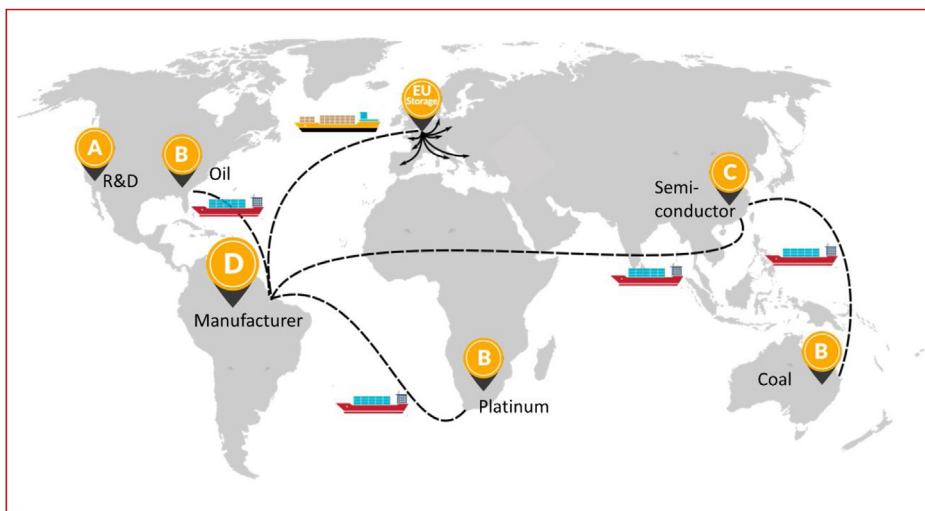 EU
Storage
A
R&D
B
Oil
C
Semi-
conductor
D
Manufacturer
B
Platinum
B
Coal